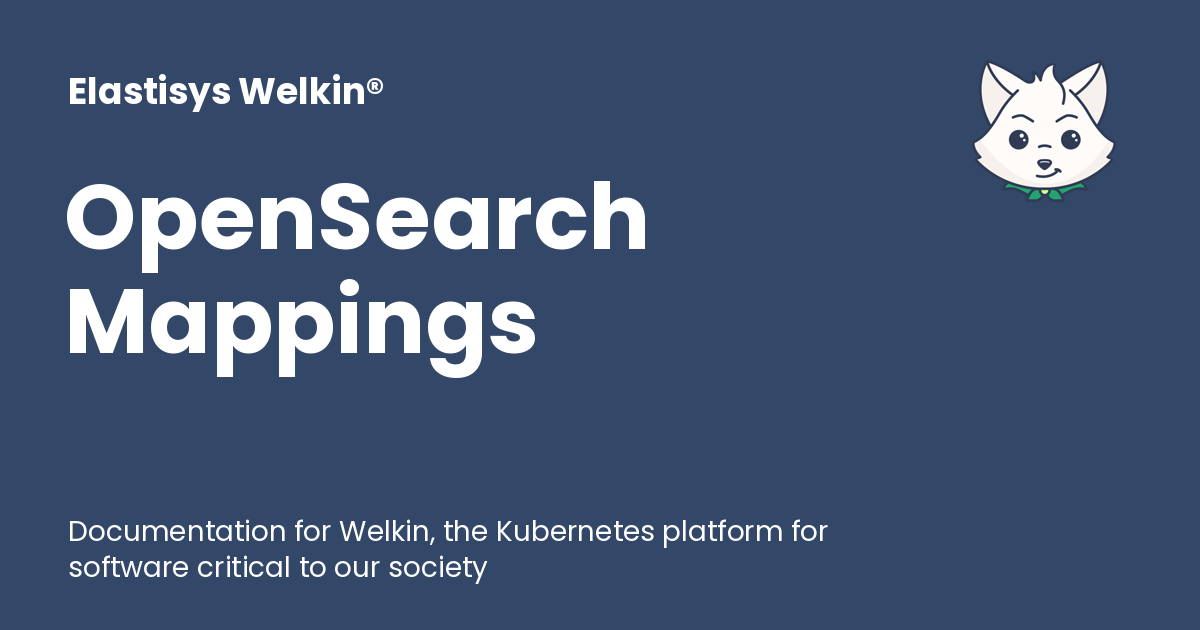 Elastisys Welkin®
OpenSearch
Mappings
Documentation for Welkin, the Kubernetes platform for
software critical to our society